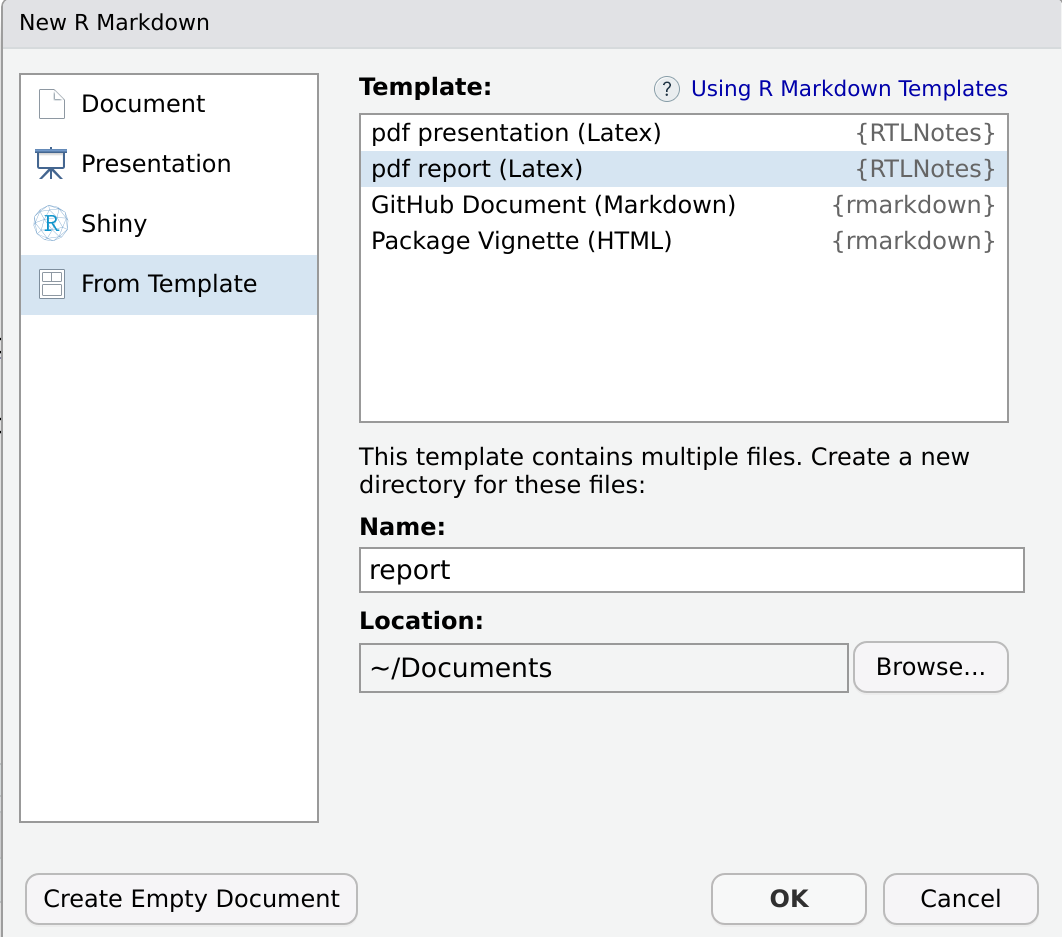 New R Markdown
Document
Presentation
R
Shiny
From Template
Template:
? Using R Markdown Templates
pdf presentation (Latex) {RTLNotes}
pdf report (Latex) {RTLNotes}
GitHub Document (Markdown) {rmarkdown}
Package Vignette (HTML) {rmarkdown}
This template contains multiple files. Create a new
directory for these files:
Name:
report
Location:
~/Documents Browse...
Create Empty Document OK Cancel